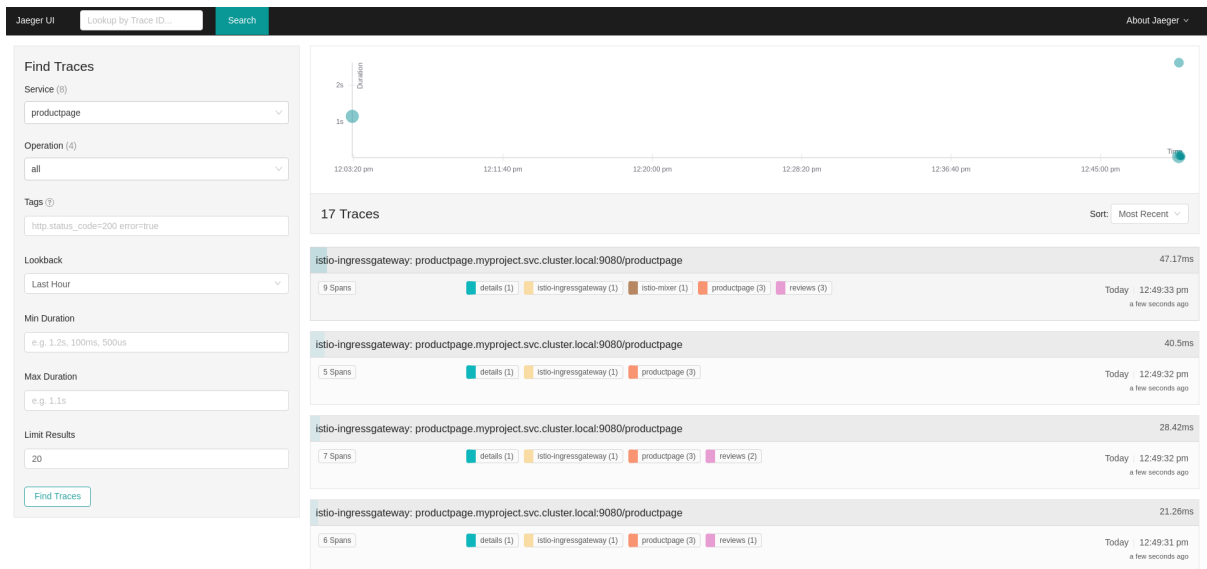 Jaeger UI Lookup by Trace ID... Search About Jaeger
Find Traces
Service (8)
productpage
Operation (4)
all
Tags ?
http.status_code=200 error=true
Lookback
Last Hour
Min Duration
e.g. 1.2s, 100ms, 500us
Max Duration
e.g. 1.1s
Limit Results
20
Find Traces
Duration
2s
1s
Time
12:03:20 pm 12:11:40 pm 12:20:00 pm 12:28:20 pm 12:36:40 pm 12:45:00 pm
17 Traces Sort: Most Recent
istio-ingressgateway: productpage.myproject.svc.cluster.local:9080/productpage 47.17ms
9 Spans details (1) istio-ingressgateway (1) istio-mixer (1) productpage (3) reviews (3) Today 12:49:33 pm
a few seconds ago
istio-ingressgateway: productpage.myproject.svc.cluster.local:9080/productpage 40.5ms
5 Spans details (1) istio-ingressgateway (1) productpage (3) Today 12:49:32 pm
a few seconds ago
istio-ingressgateway: productpage.myproject.svc.cluster.local:9080/productpage 28.42ms
7 Spans details (1) istio-ingressgateway (1) productpage (3) reviews (2) Today 12:49:32 pm
a few seconds ago
istio-ingressgateway: productpage.myproject.svc.cluster.local:9080/productpage 21.26ms
6 Spans details (1) istio-ingressgateway (1) productpage (3) reviews (1) Today 12:49:31 pm
a few seconds ago